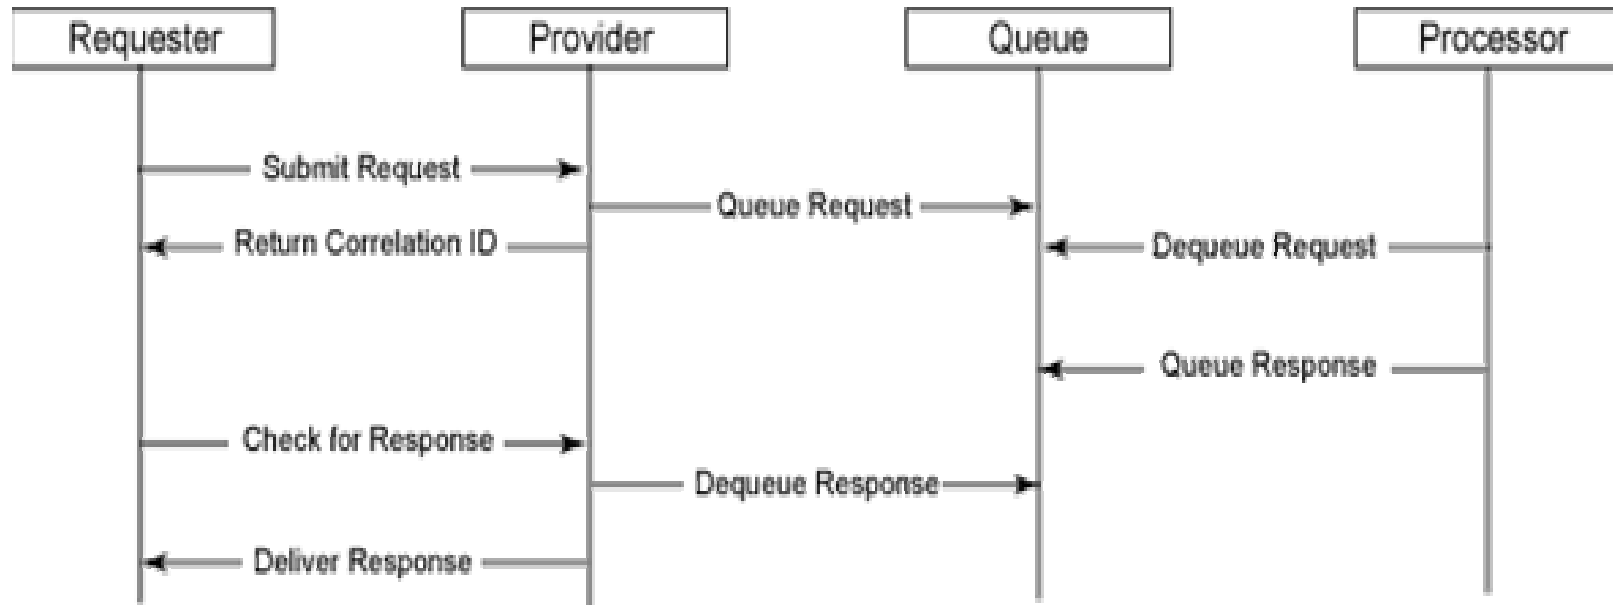 Requester
Provider
Queue
Processor
Submit Request
Queue Request
Return Correlation ID
Dequeue Request
Queue Response
Check for Response
Dequeue Response
Deliver Response